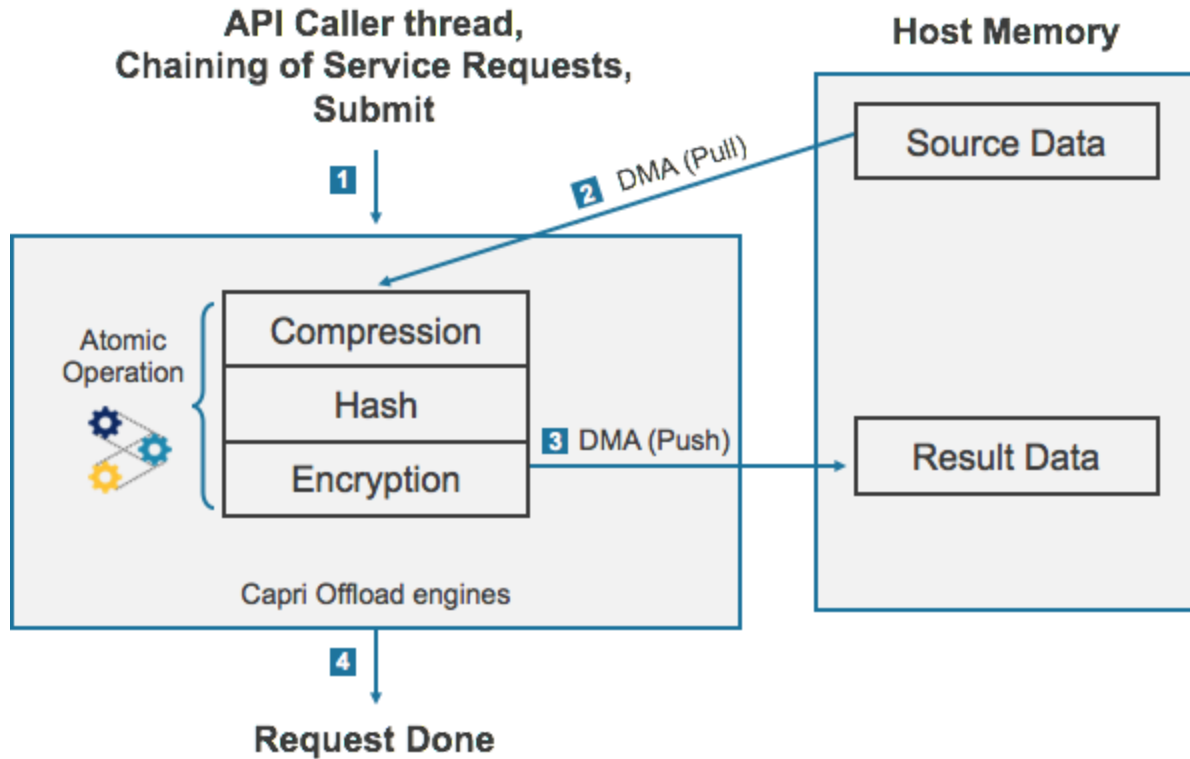 API Caller thread,
Chaining of Service Requests,
Submit
Host Memory
1
2 DMA (Pull)
Source Data
Atomic
Operation
Compression
Hash
Encryption
3 DMA (Push)
Result Data
Capri Offload engines
4
Request Done